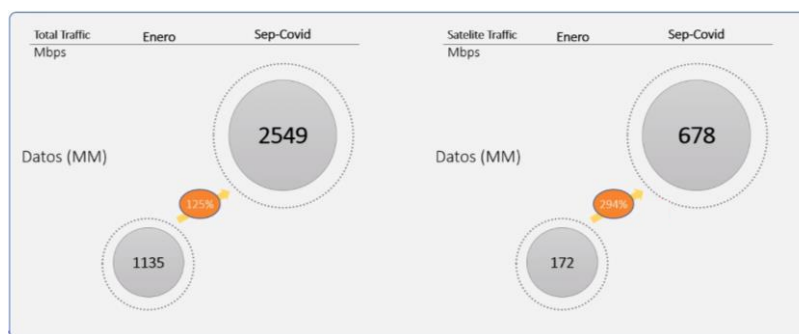 Total Traffic Enero Sep-Covid
Mbps
2549
Datos (MM)
125%
1135
Satelite Traffic Enero Sep-Covid
Mbps
678
Datos (MM)
294%
172